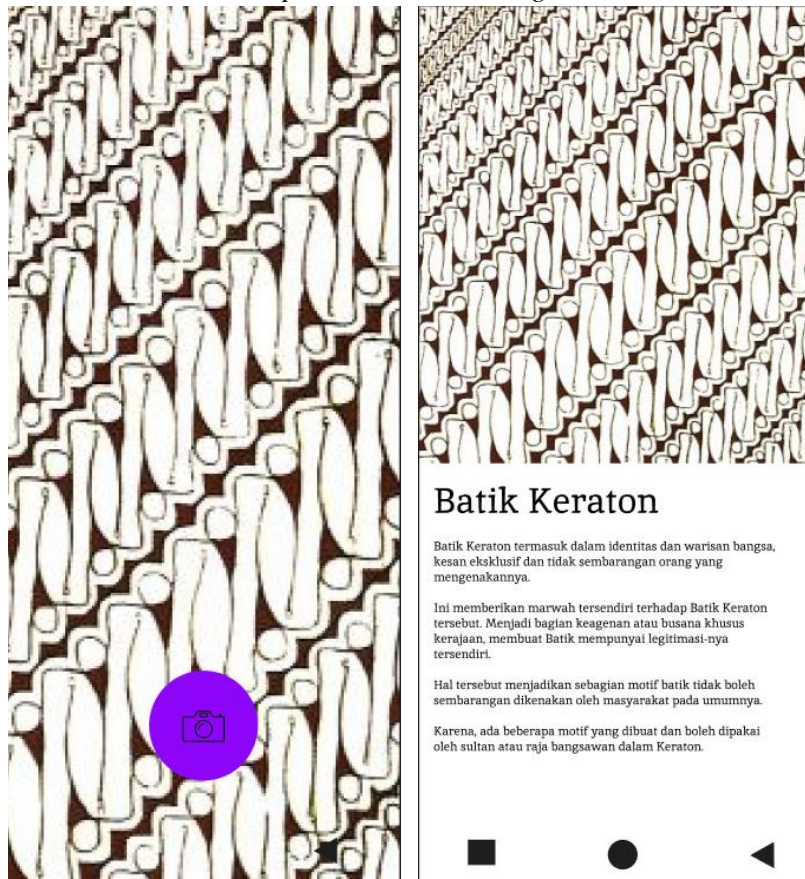 Batik Keraton
Batik Keraton termasuk dalam identitas dan warisan bangsa,
kesan eksklusif dan tidak sembarangan orang yang
mengenakannya.
Ini memberikan marwah tersendiri terhadap Batik Keraton
tersebut. Menjadi bagian keagenan atau busana khusus
kerajaan, membuat Batik mempunyai legitimasi-nya
tersendiri.
Hal tersebut menjadikan sebagian motif batik tidak boleh
sembarangan dikenakan oleh masyarakat pada umumnya.
Karena, ada beberapa motif yang dibuat dan boleh dipakai
oleh sultan atau raja bangsawan dalam Keraton.